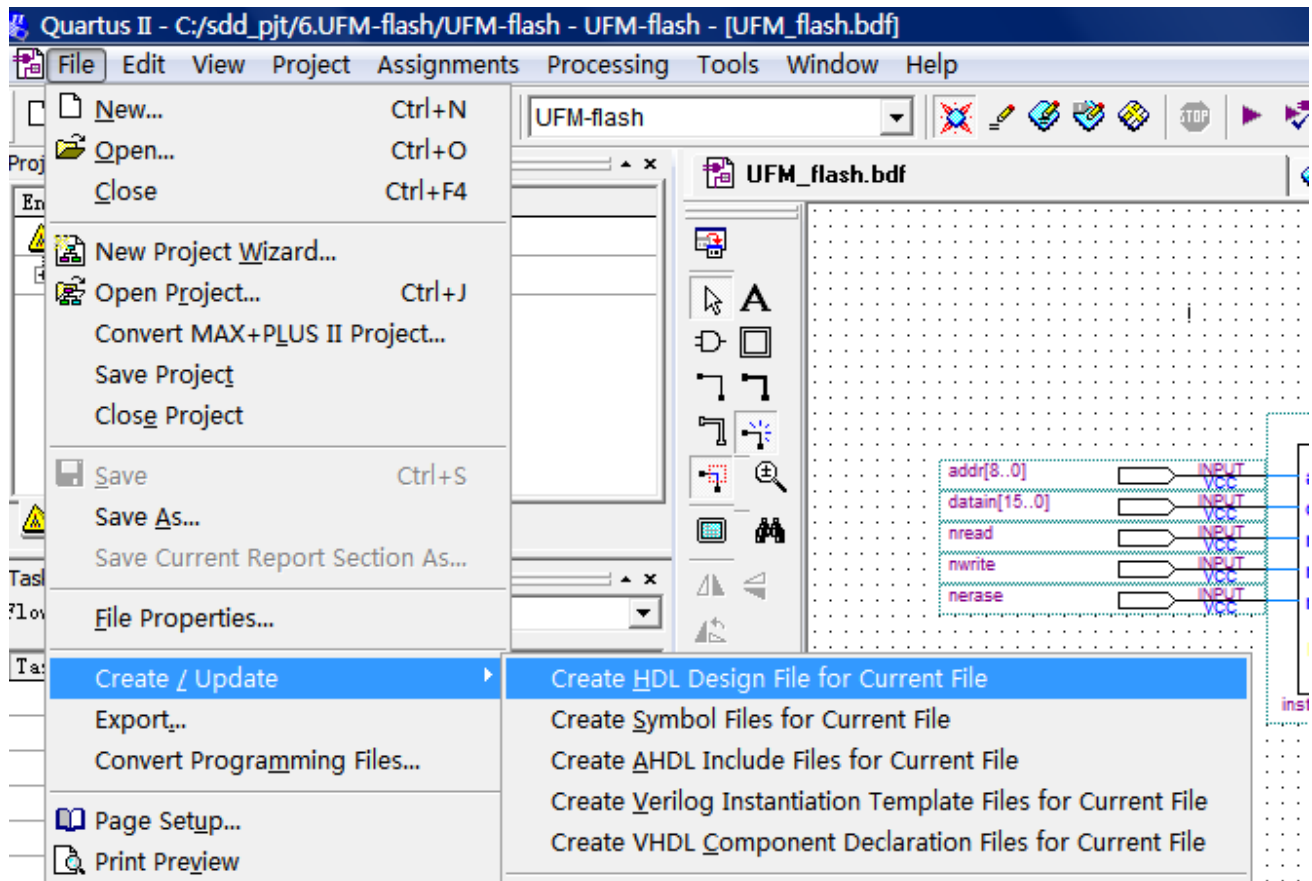 Quartus II - C:/sdd_pjt/6.UFM-flash/UFM-flash - UFM-flash - [UFM_flash.bdf]
File Edit View Project Assignments Processing Tools Window Help
New... Ctrl+N
UFM-flash
STOP
Open... Ctrl+O
Close Ctrl+F4
UFM_flash.bdf
New Project Wizard...
Open Project... Ctrl+J
Convert MAX+PLUS II Project...
Save Project
Close Project
Save Ctrl+S
Save As...
Save Current Report Section As...
File Properties...
Create / Update
Export...
Convert Programming Files...
Page Setup...
Print Preview
Create HDL Design File for Current File
Create Symbol Files for Current File
Create AHDL Include Files for Current File
Create Verilog Instantiation Template Files for Current File
Create VHDL Component Declaration Files for Current File
A
addr[8..0] INPUT
VCC
datain[15..0] INPUT
VCC
nread INPUT
VCC
nwrite INPUT
VCC
nerase INPUT
VCC
inst